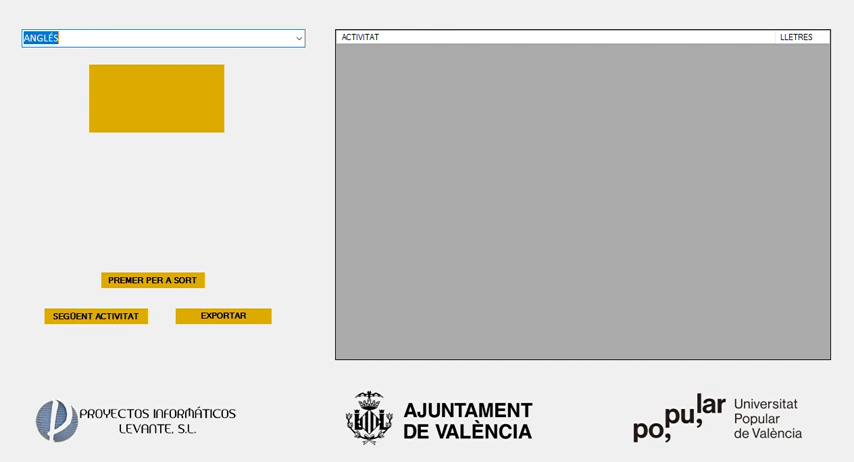 ANGLÉS
ACTIVITAT LLETRES
PREMER PER A SORT
SEGÜENT ACTIVITAT
EXPORTAR
PROYECTOS INFORMÁTICOS
LEVANTE, S.L.
AJUNTAMENT
DE VALÈNCIA
po,pu,lar
Universitat
Popular
de València